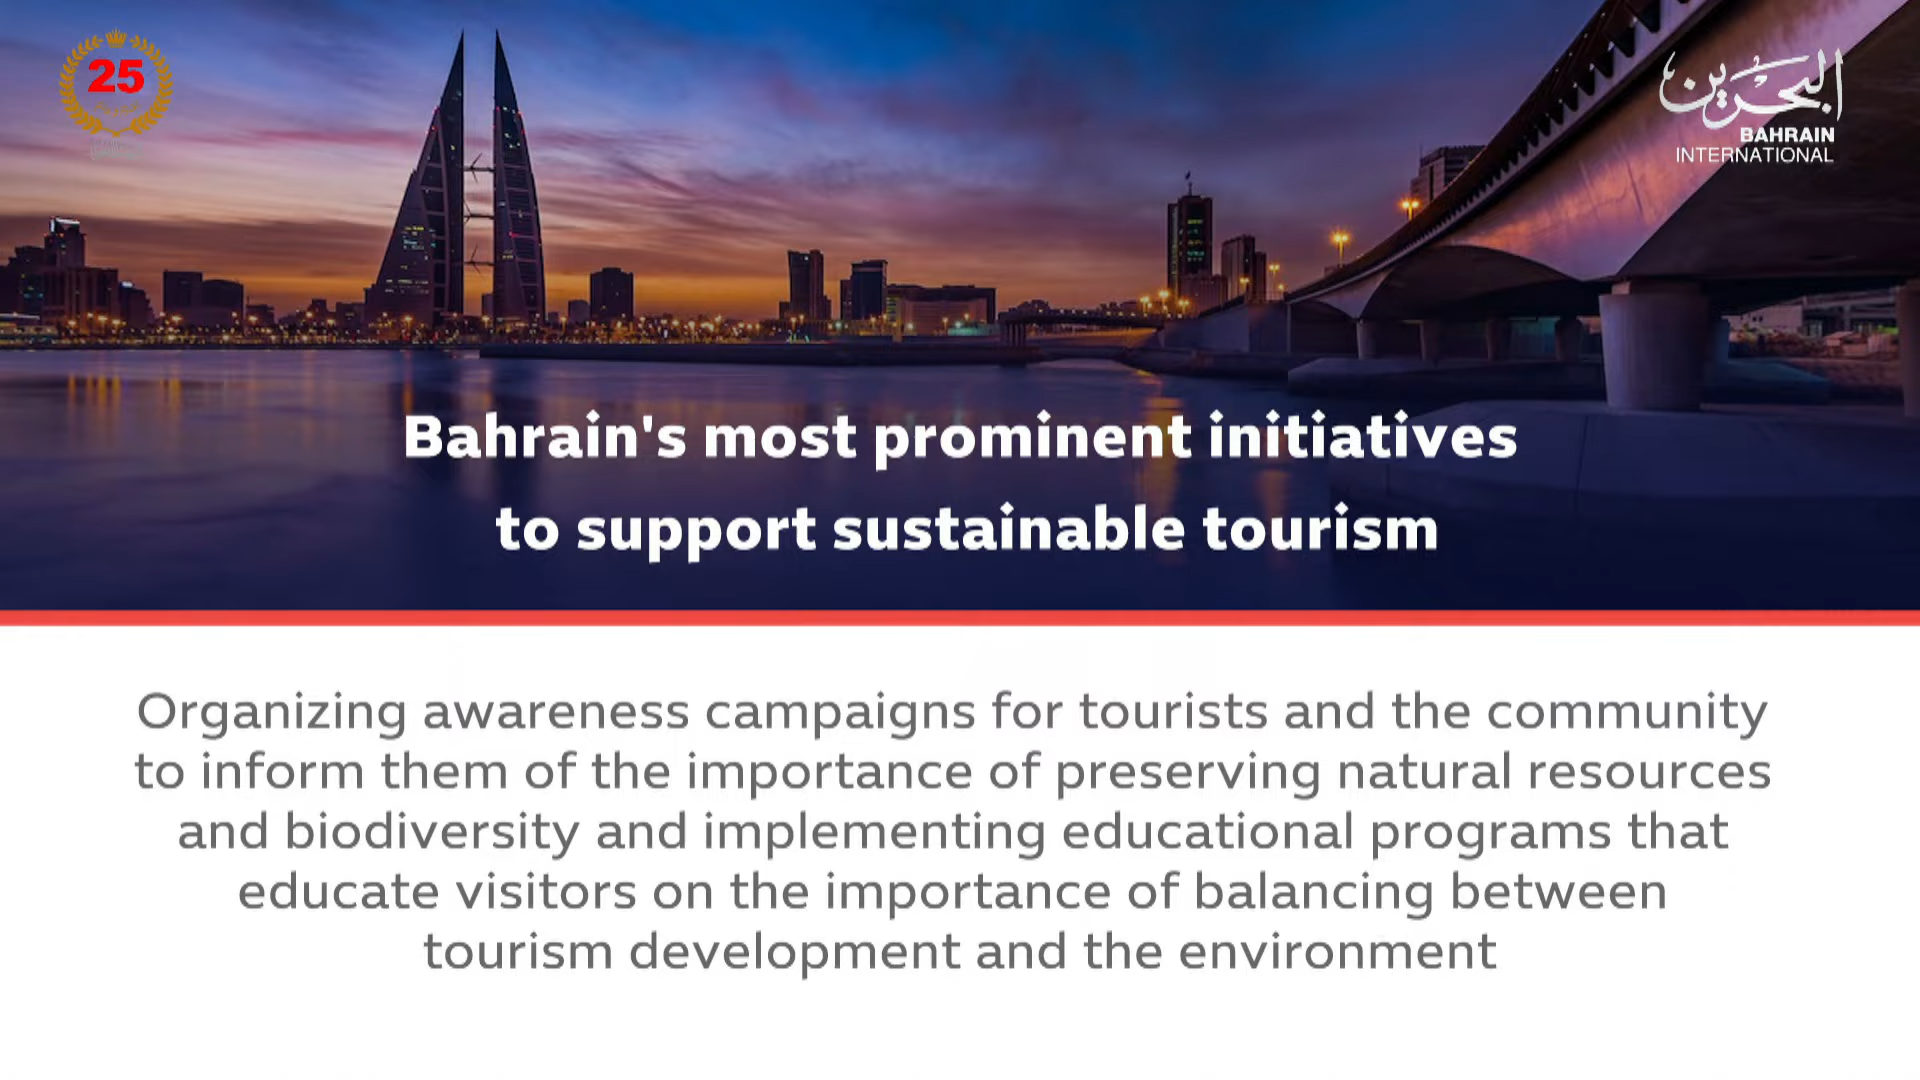 25
البحرين
BAHRAIN
INTERNATIONAL
Bahrain's most prominent initiatives
to support sustainable tourism
Organizing awareness campaigns for tourists and the community
to inform them of the importance of preserving natural resources
and biodiversity and implementing educational programs that
educate visitors on the importance of balancing between
tourism development and the environment